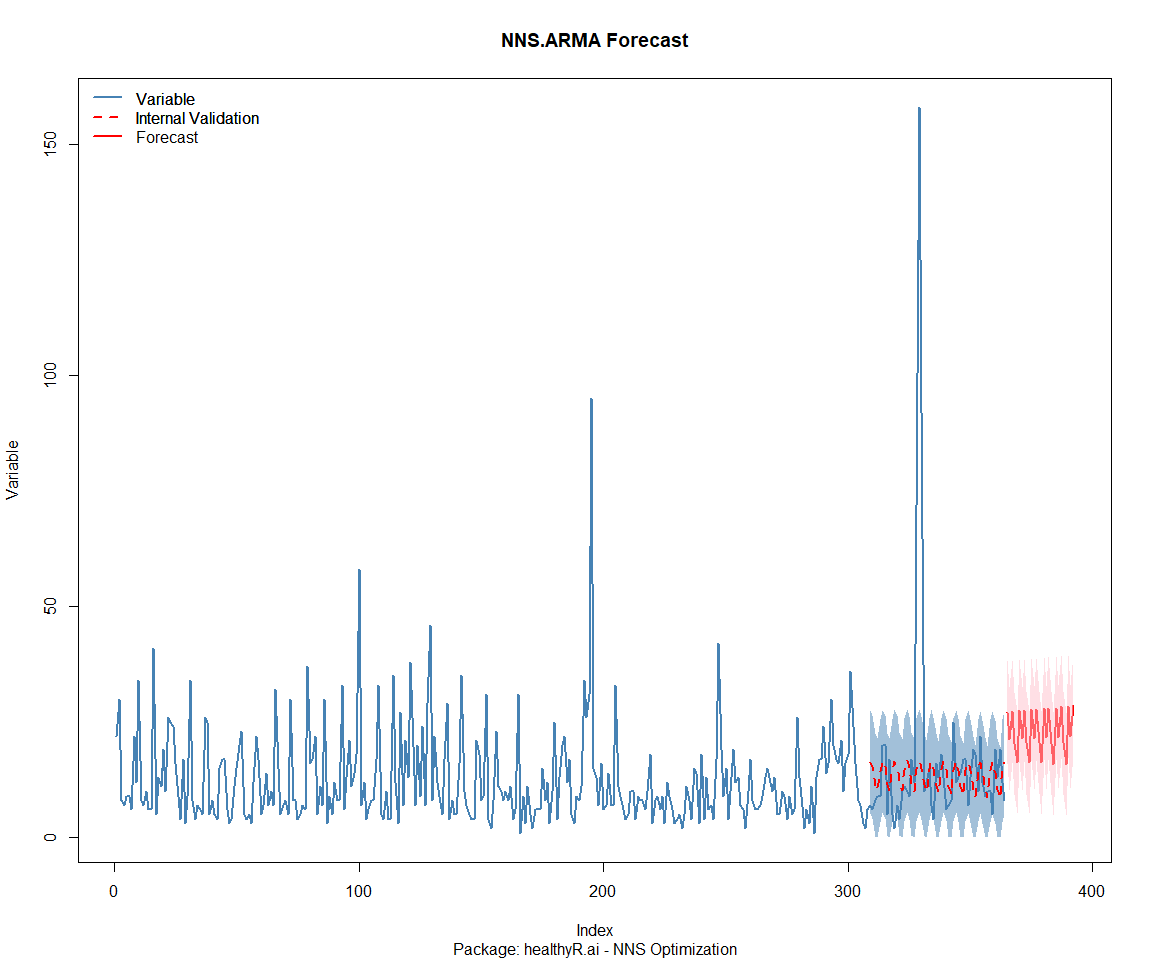 NNS.ARMA Forecast
Variable
Internal Validation
Forecast
Variable
0
50
100
150
0
100
200
300
400
Index
Package: healthyR.ai - NNS Optimization